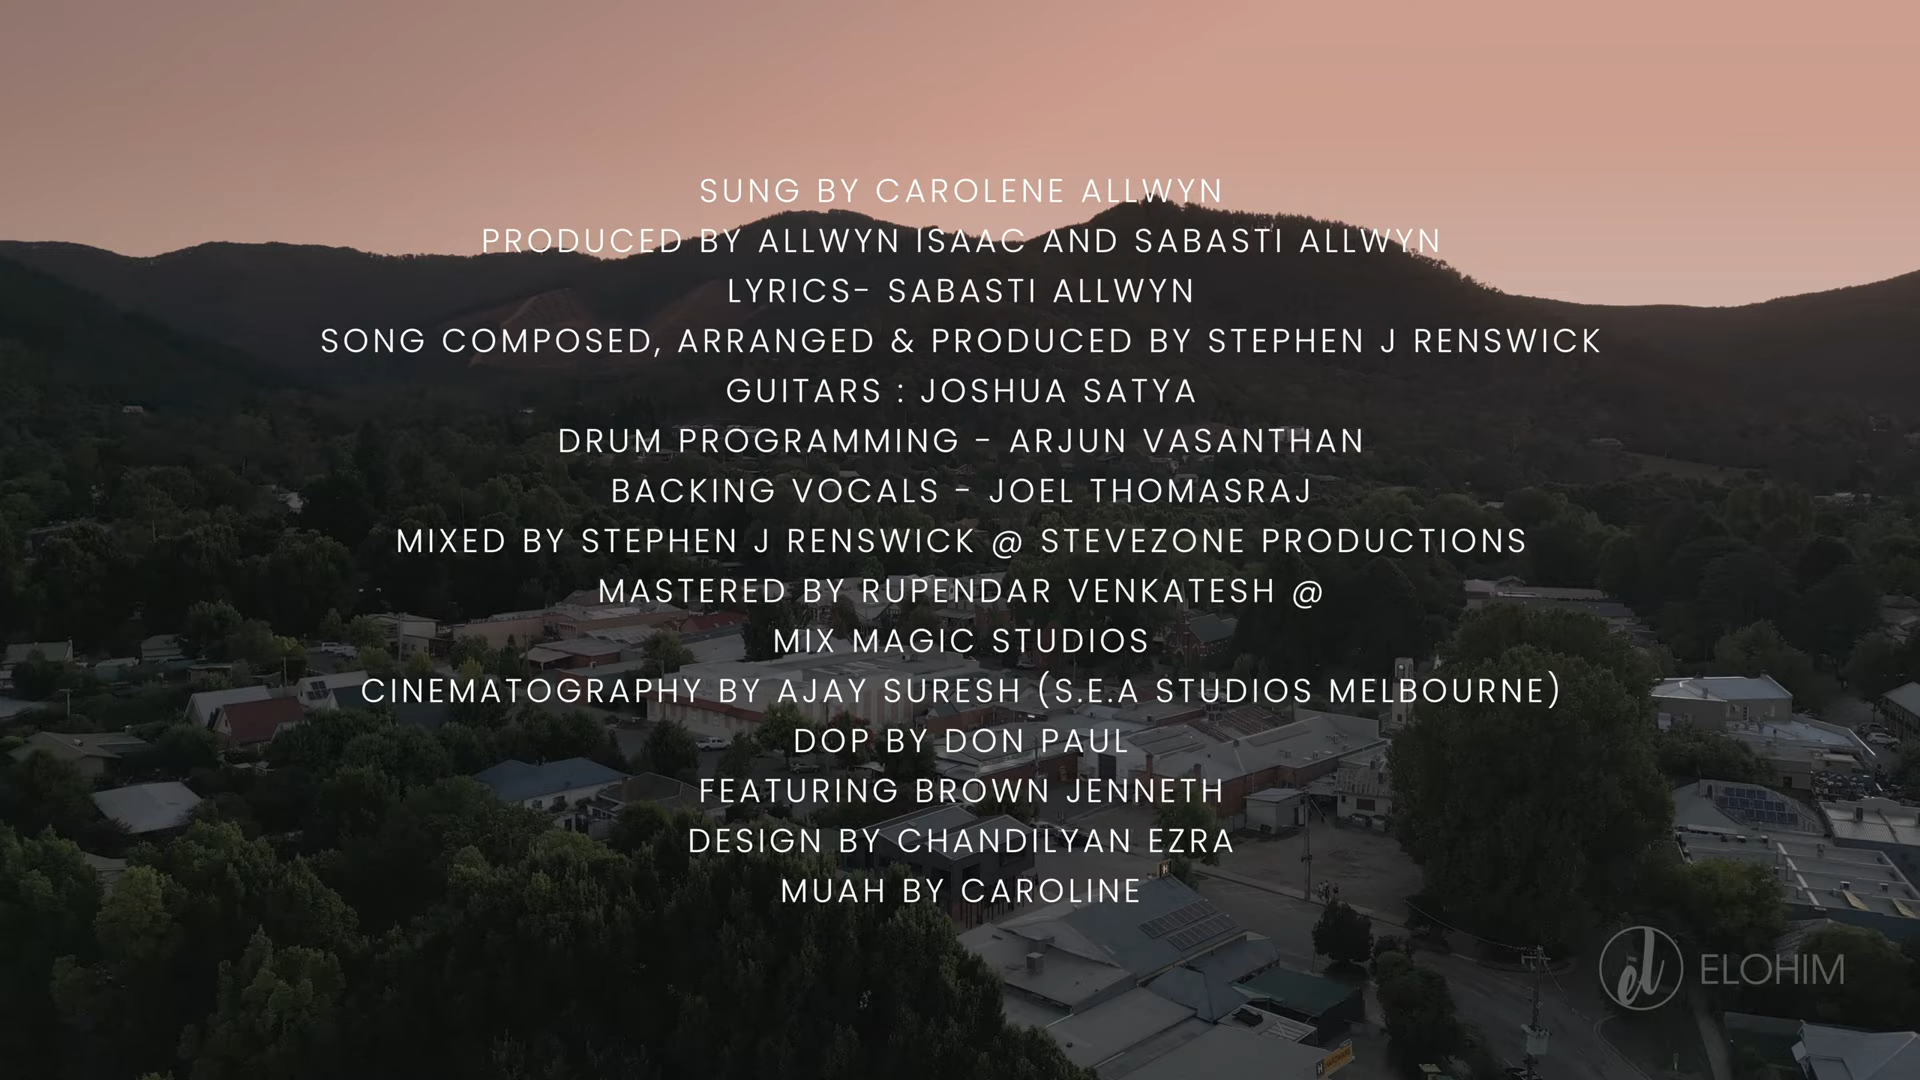 SUNG BY CAROLENE ALLWYN
PRODUCED BY ALLWYN ISAAC AND SABASTI ALLWYN
LYRICS- SABASTI ALLWYN
SONG COMPOSED, ARRANGED & PRODUCED BY STEPHEN J RENSWICK
GUITARS : JOSHUA SATYA
DRUM PROGRAMMING - ARJUN VASANTHAN
BACKING VOCALS - JOEL THOMASRAJ
MIXED BY STEPHEN J RENSWICK @ STEVEZONE PRODUCTIONS
MASTERED BY RUPENDAR VENKATESH @
MIX MAGIC STUDIOS
CINEMATOGRAPHY BY AJAY SURESH (S.E.A STUDIOS MELBOURNE)
DOP BY DON PAUL
FEATURING BROWN JENNETH
DESIGN BY CHANDILYAN EZRA
MUAH BY CAROLINE
el ELOHIM